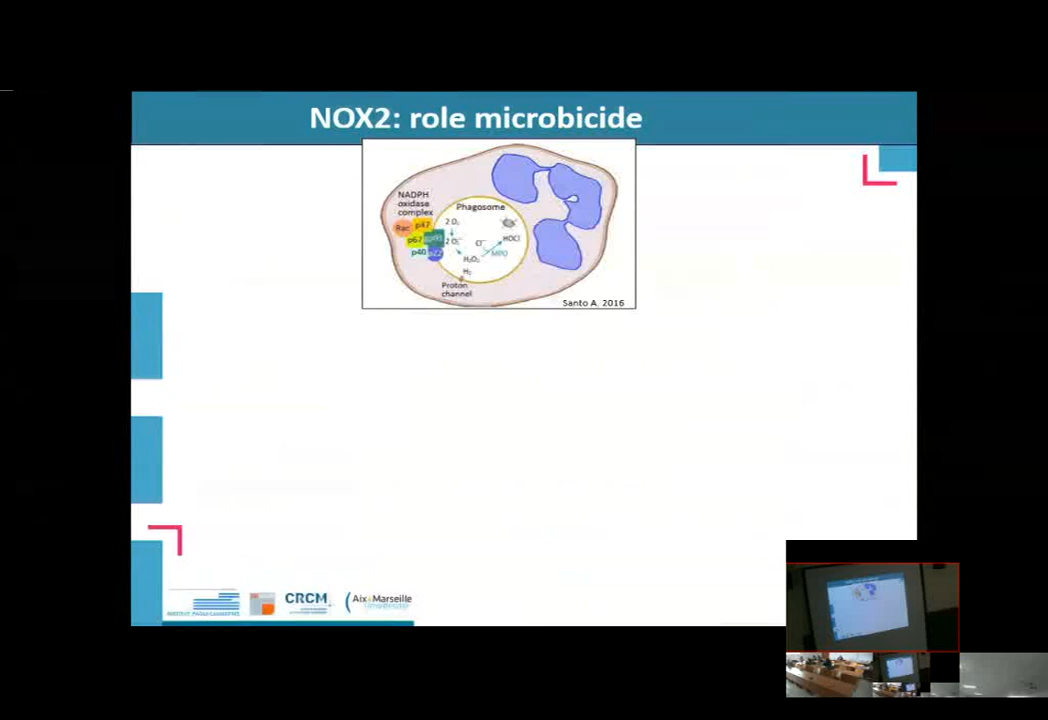 NOX2: role microbicide
NADPH
oxidase
complex
Phagosome
Rac
p47
2 O₂
p67
2 O₂⁻
Cl⁻
HOCl
p40
p22
H₂O₂
MPO
H₂
Proton
channel
Santo A. 2016
CRCM
Aix*Marseille
université